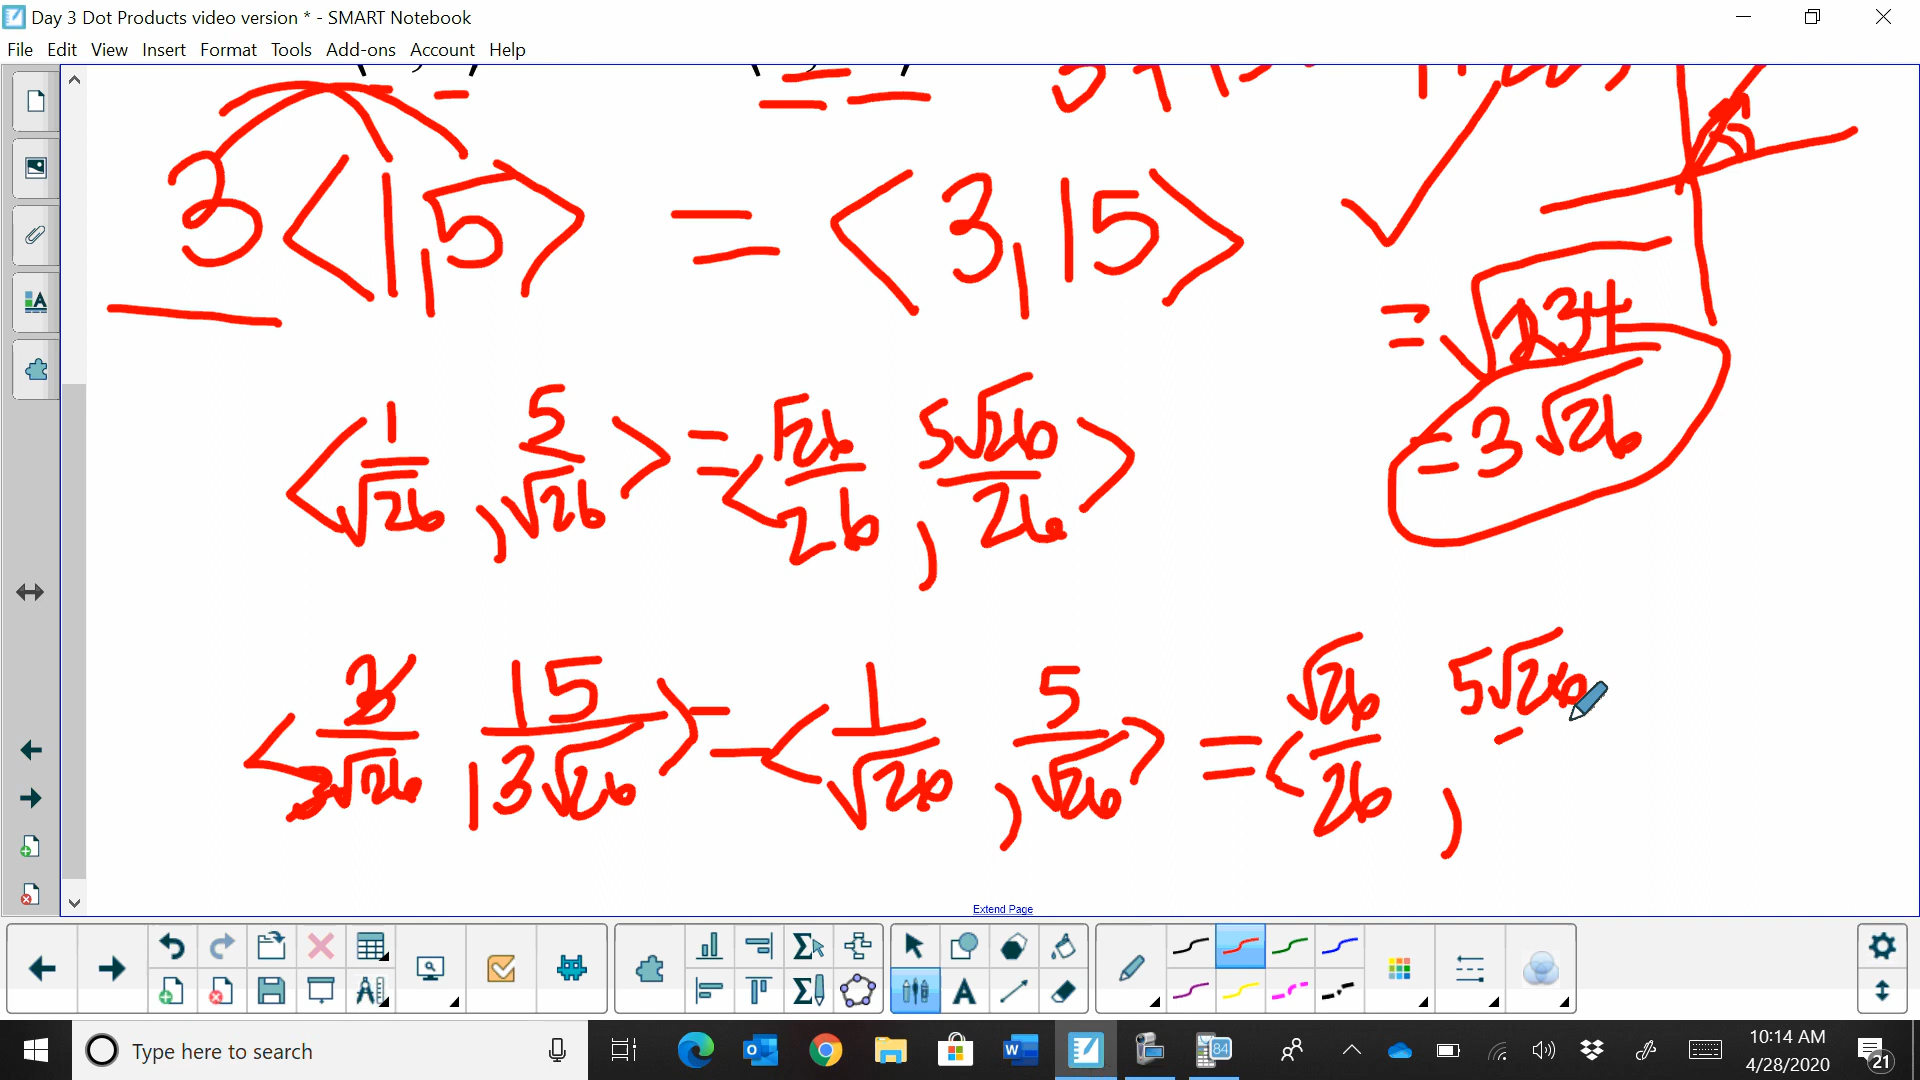 Day 3 Dot Products video version * - SMART Notebook
File Edit View Insert Format Tools Add-ons Account Help
3⟨1,5⟩ = ⟨3,15⟩ ✓
= √234
= 3√26
⟨1/√26, 5/√26⟩ = ⟨√26/26, 5√26/26⟩
⟨3/3√26, 15/3√26⟩ = ⟨1/√26, 5/√26⟩ = ⟨√26/26, 5√26
Extend Page
Type here to search
84
10:14 AM
4/28/2020
21